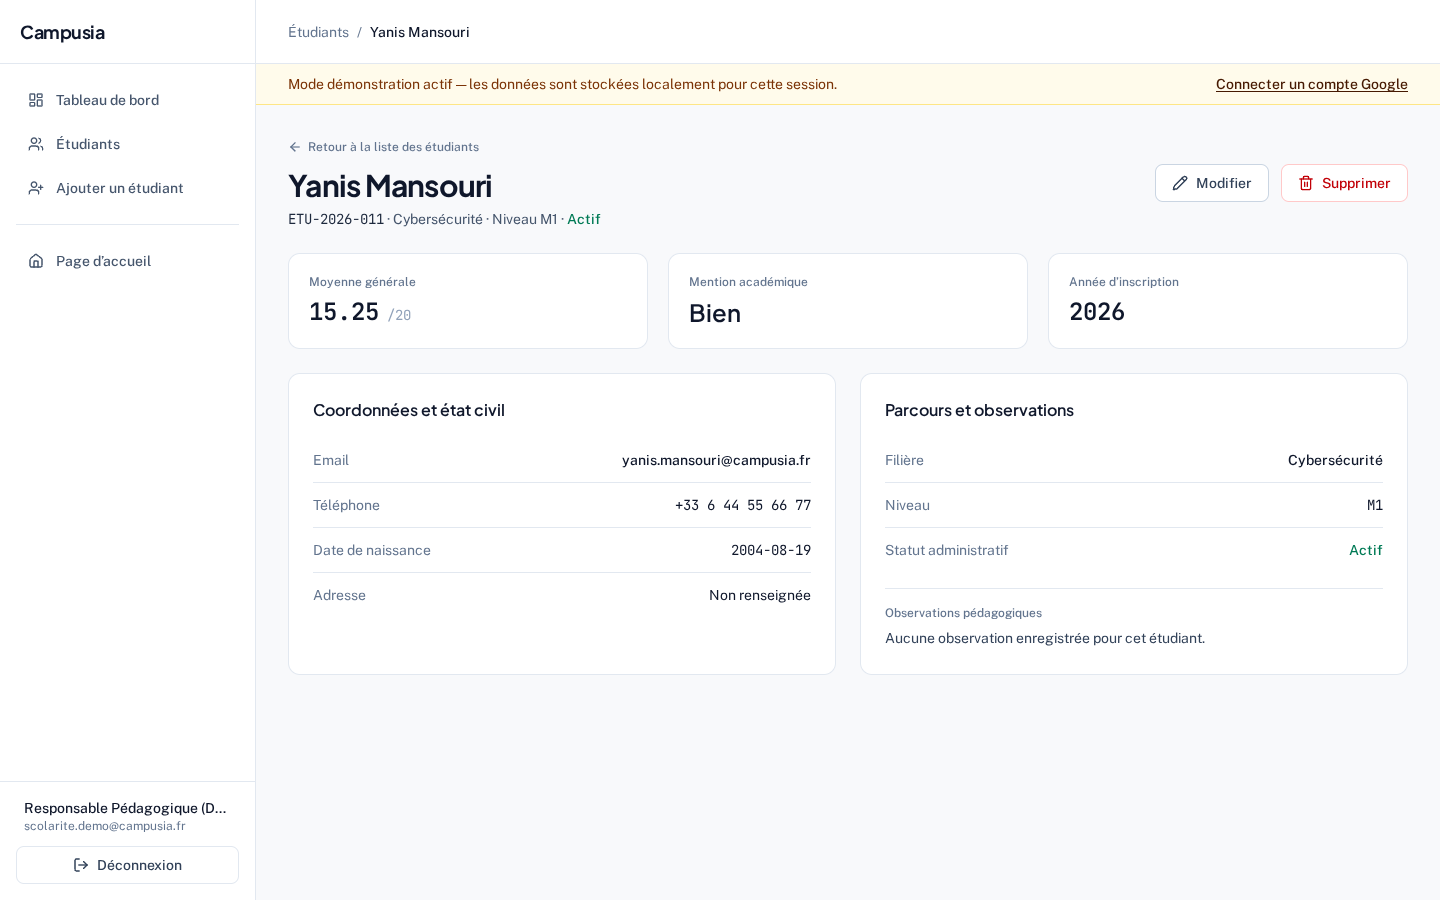 Campusia
Étudiants / Yanis Mansouri
Mode démonstration actif — les données sont stockées localement pour cette session.
Connecter un compte Google
Tableau de bord
Étudiants
Ajouter un étudiant
Page d'accueil
Retour à la liste des étudiants
Yanis Mansouri
Modifier
Supprimer
ETU-2026-011 · Cybersécurité · Niveau M1 · Actif
Moyenne générale
15.25 /20
Mention académique
Bien
Année d'inscription
2026
Coordonnées et état civil
Email yanis.mansouri@campusia.fr
Téléphone +33 6 44 55 66 77
Date de naissance 2004-08-19
Adresse Non renseignée
Parcours et observations
Filière Cybersécurité
Niveau M1
Statut administratif Actif
Observations pédagogiques
Aucune observation enregistrée pour cet étudiant.
Responsable Pédagogique (D...
scolarite.demo@campusia.fr
Déconnexion